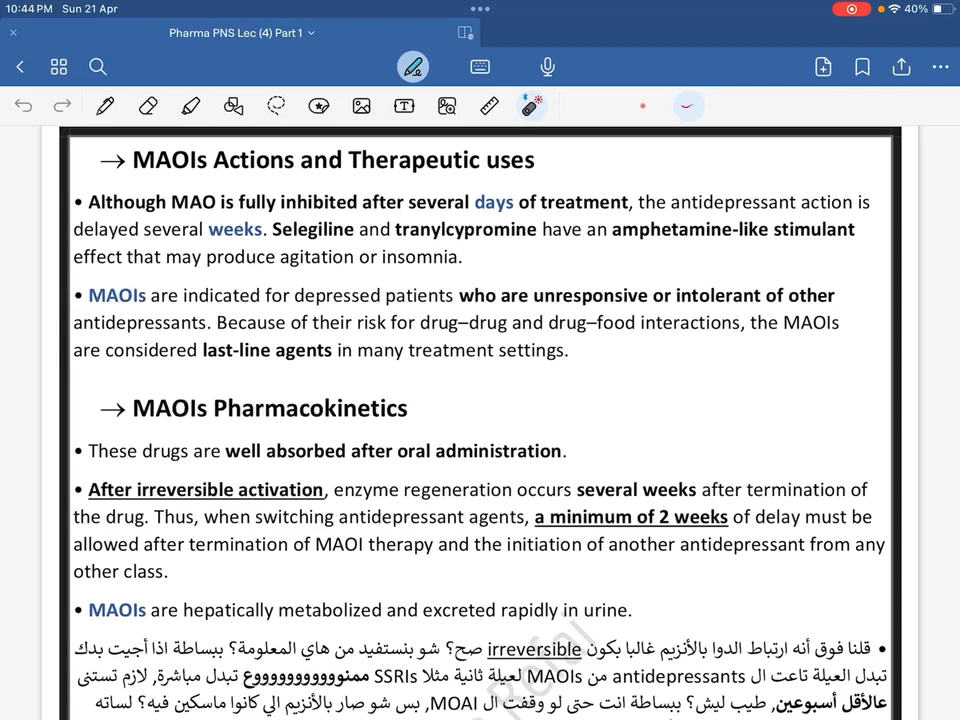 10:44 PM Sun 21 Apr
40%
Pharma PNS Lec (4) Part 1
→ MAOIs Actions and Therapeutic uses
• Although MAO is fully inhibited after several days of treatment, the antidepressant action is
delayed several weeks. Selegiline and tranylcypromine have an amphetamine-like stimulant
effect that may produce agitation or insomnia.
• MAOIs are indicated for depressed patients who are unresponsive or intolerant of other
antidepressants. Because of their risk for drug–drug and drug–food interactions, the MAOIs
are considered last-line agents in many treatment settings.
→ MAOIs Pharmacokinetics
• These drugs are well absorbed after oral administration.
• After irreversible activation, enzyme regeneration occurs several weeks after termination of
the drug. Thus, when switching antidepressant agents, a minimum of 2 weeks of delay must be
allowed after termination of MAOI therapy and the initiation of another antidepressant from any
other class.
• MAOIs are hepatically metabolized and excreted rapidly in urine.
• قلنا فوق أنه ارتباط الدوا بالأنزيم غالبا بكون irreversible صح؟ شو بنستفيد من هاي المعلومة؟ ببساطة اذا أجيت بدك
تبدل العيلة تاعت ال antidepressants من MAOIs لعيلة ثانية مثلا SSRIs ممنوووووووووووع تبدل مباشرة, لازم تستنى
عالأقل أسبوعين, طيب ليش؟ ببساطة انت حتى لو وقفت ال MOAI, بس شو صار بالأنزيم الي كانوا ماسكين فيه؟ لساته